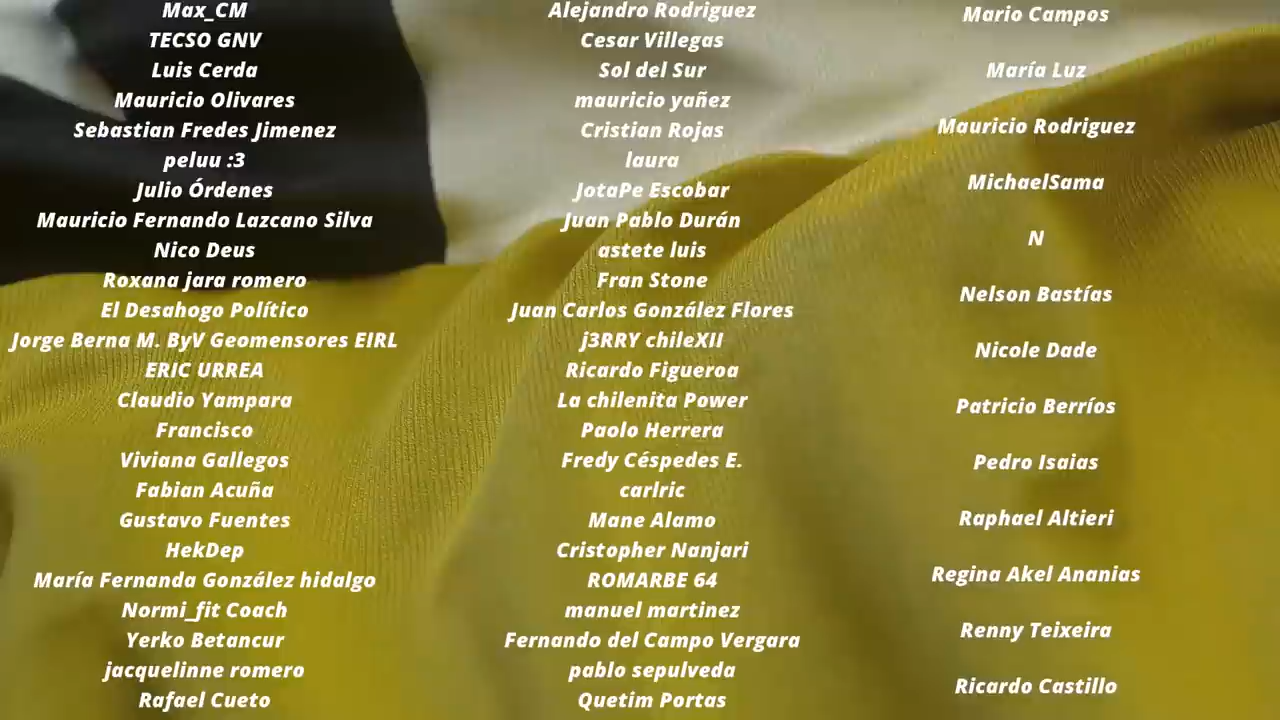 Max_CM
TECSO GNV
Luis Cerda
Mauricio Olivares
Sebastian Fredes Jimenez
peluu :3
Julio Órdenes
Mauricio Fernando Lazcano Silva
Nico Deus
Roxana jara romero
El Desahogo Político
Jorge Berna M. ByV Geomensores EIRL
ERIC URREA
Claudio Yampara
Francisco
Viviana Gallegos
Fabian Acuña
Gustavo Fuentes
HekDep
María Fernanda González hidalgo
Normi_fit Coach
Yerko Betancur
jacquelinne romero
Rafael Cueto
Alejandro Rodriguez
Cesar Villegas
Sol del Sur
mauricio yañez
Cristian Rojas
laura
JotaPe Escobar
Juan Pablo Durán
astete luis
Fran Stone
Juan Carlos González Flores
j3RRY chileXII
Ricardo Figueroa
La chilenita Power
Paolo Herrera
Fredy Céspedes E.
carlric
Mane Alamo
Cristopher Nanjari
ROMARBE 64
manuel martinez
Fernando del Campo Vergara
pablo sepulveda
Quetim Portas
Mario Campos
María Luz
Mauricio Rodriguez
MichaelSama
N
Nelson Bastías
Nicole Dade
Patricio Berríos
Pedro Isaias
Raphael Altieri
Regina Akel Ananias
Renny Teixeira
Ricardo Castillo